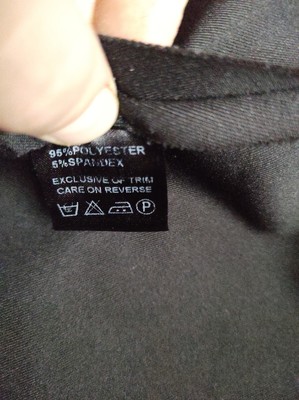 95%POLYESTER
5%SPANDEX
EXCLUSIVE OF TRIM
CARE ON REVERSE
P